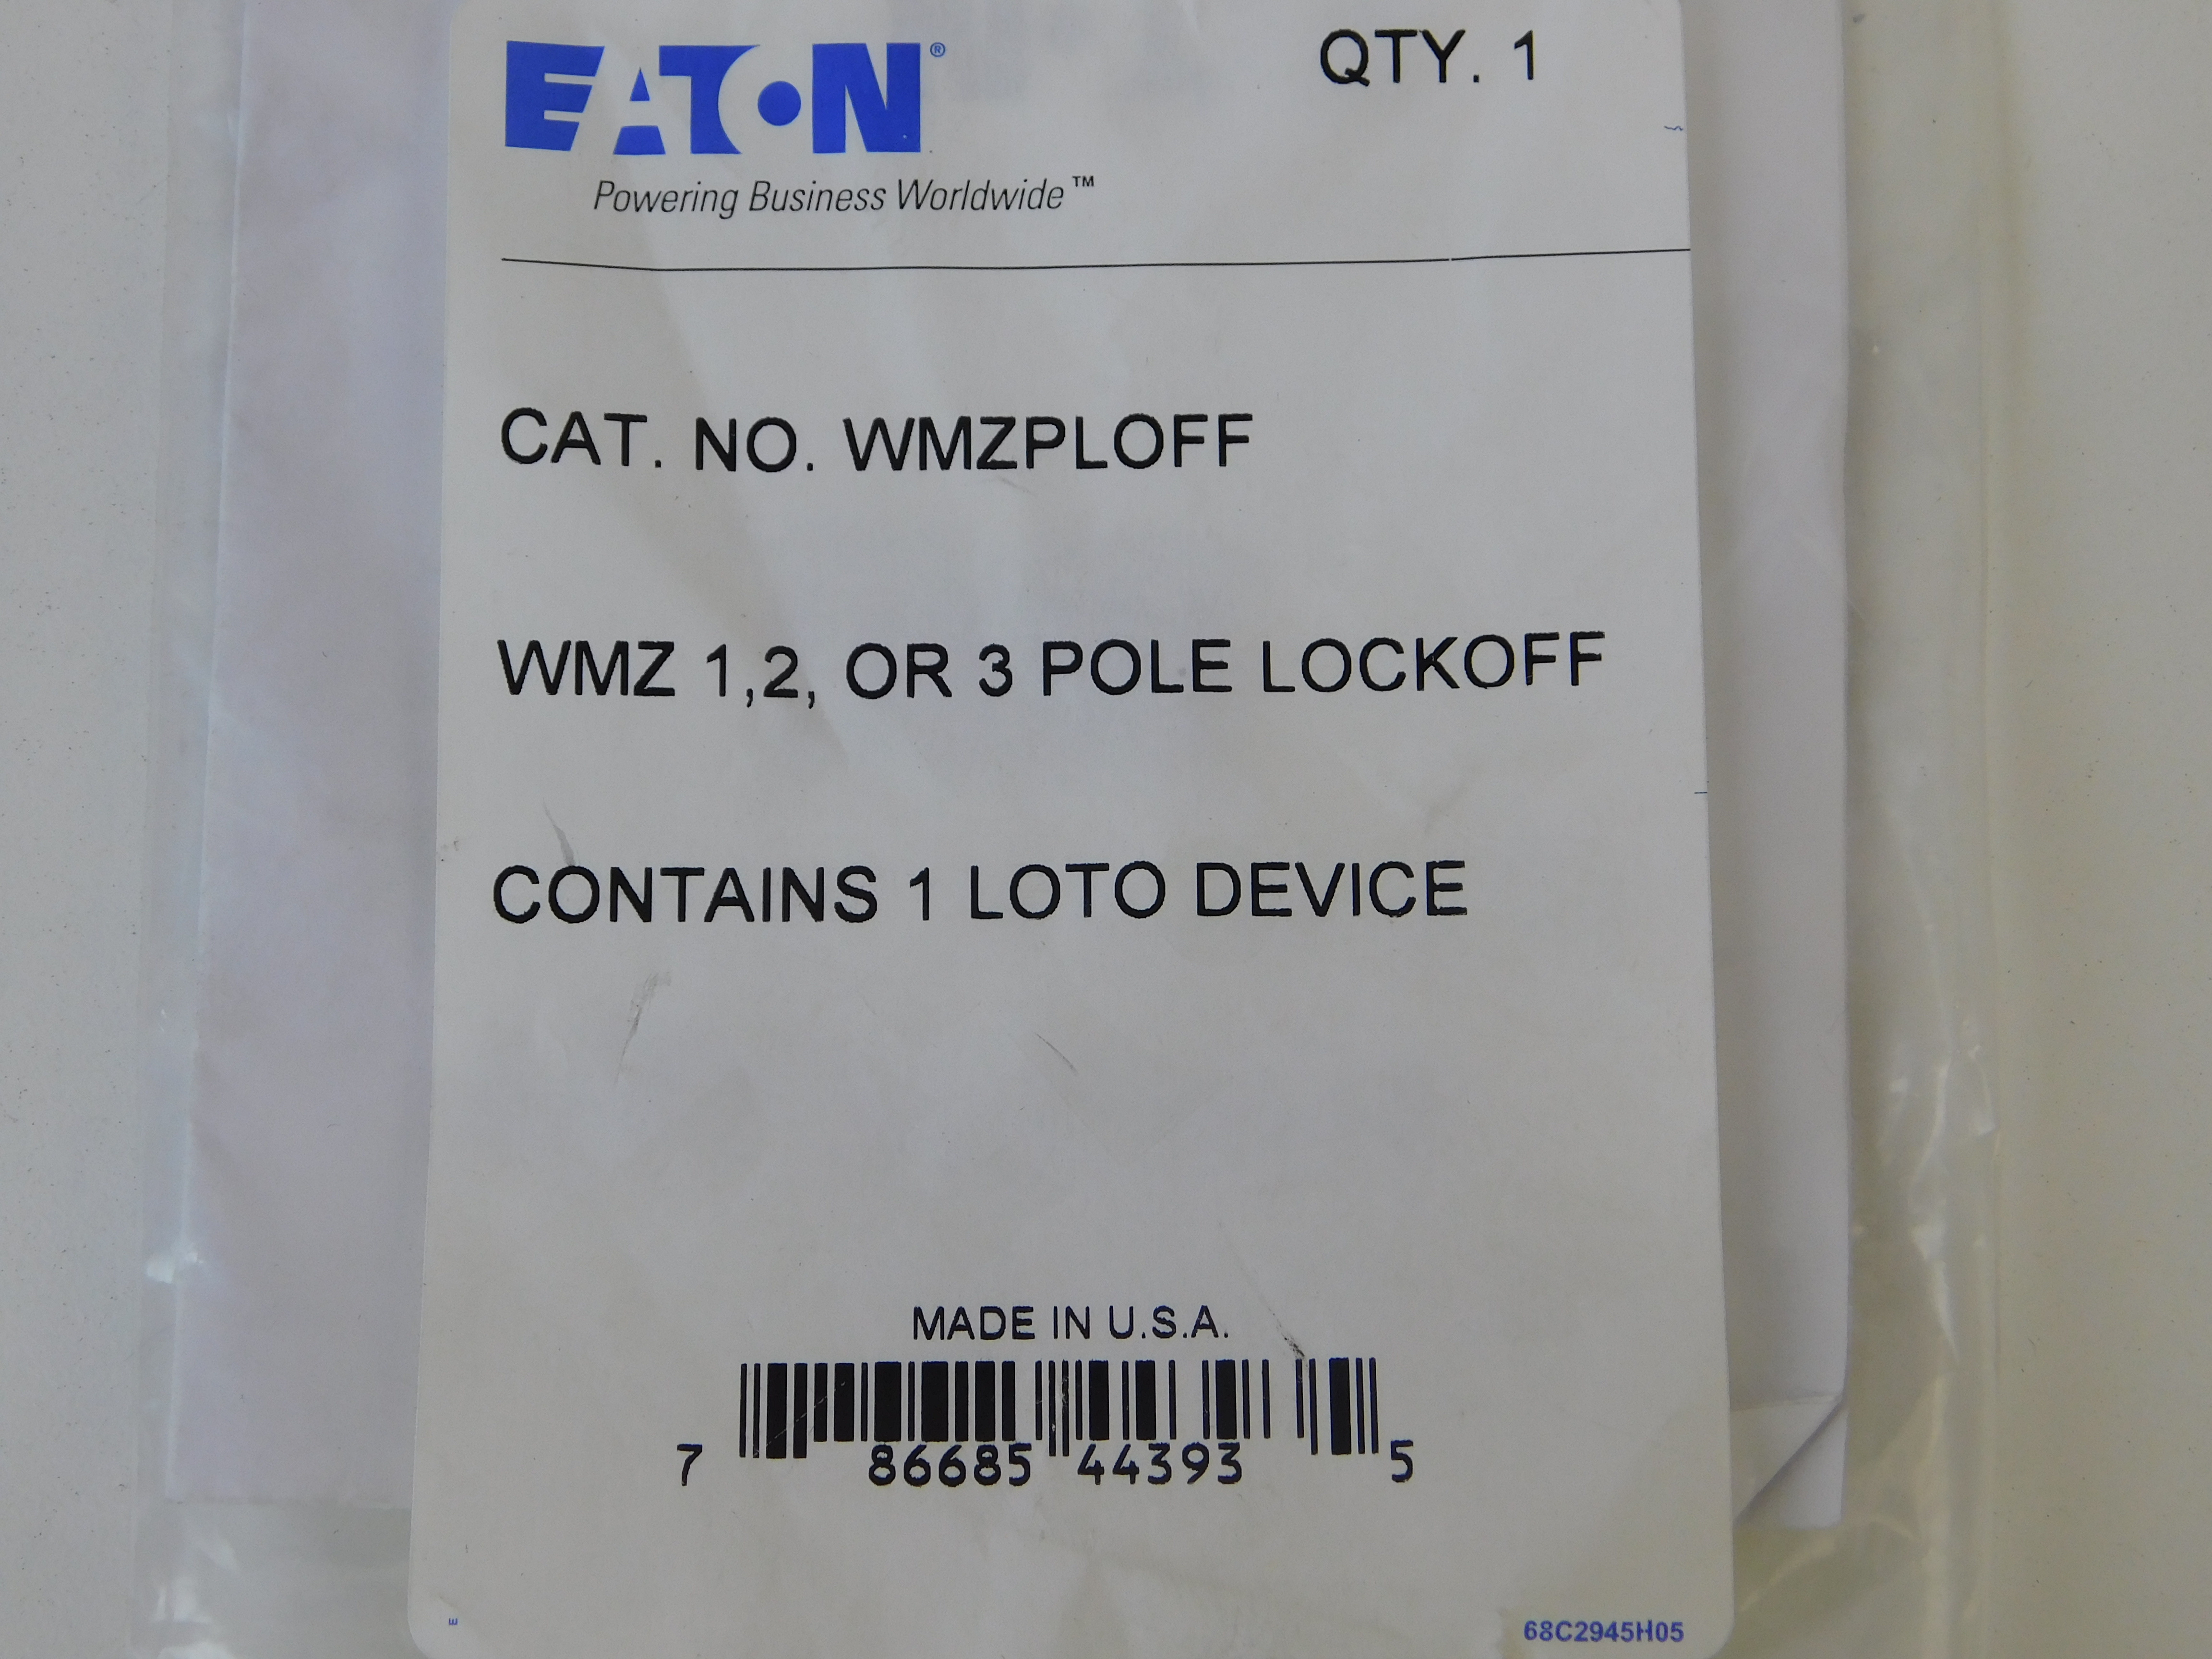 EATON® QTY. 1
Powering Business Worldwide™
CAT. NO. WMZPLOFF
WMZ 1,2, OR 3 POLE LOCKOFF
CONTAINS 1 LOTO DEVICE
MADE IN U.S.A.
7 86685 44393 5
E 68C2945H05